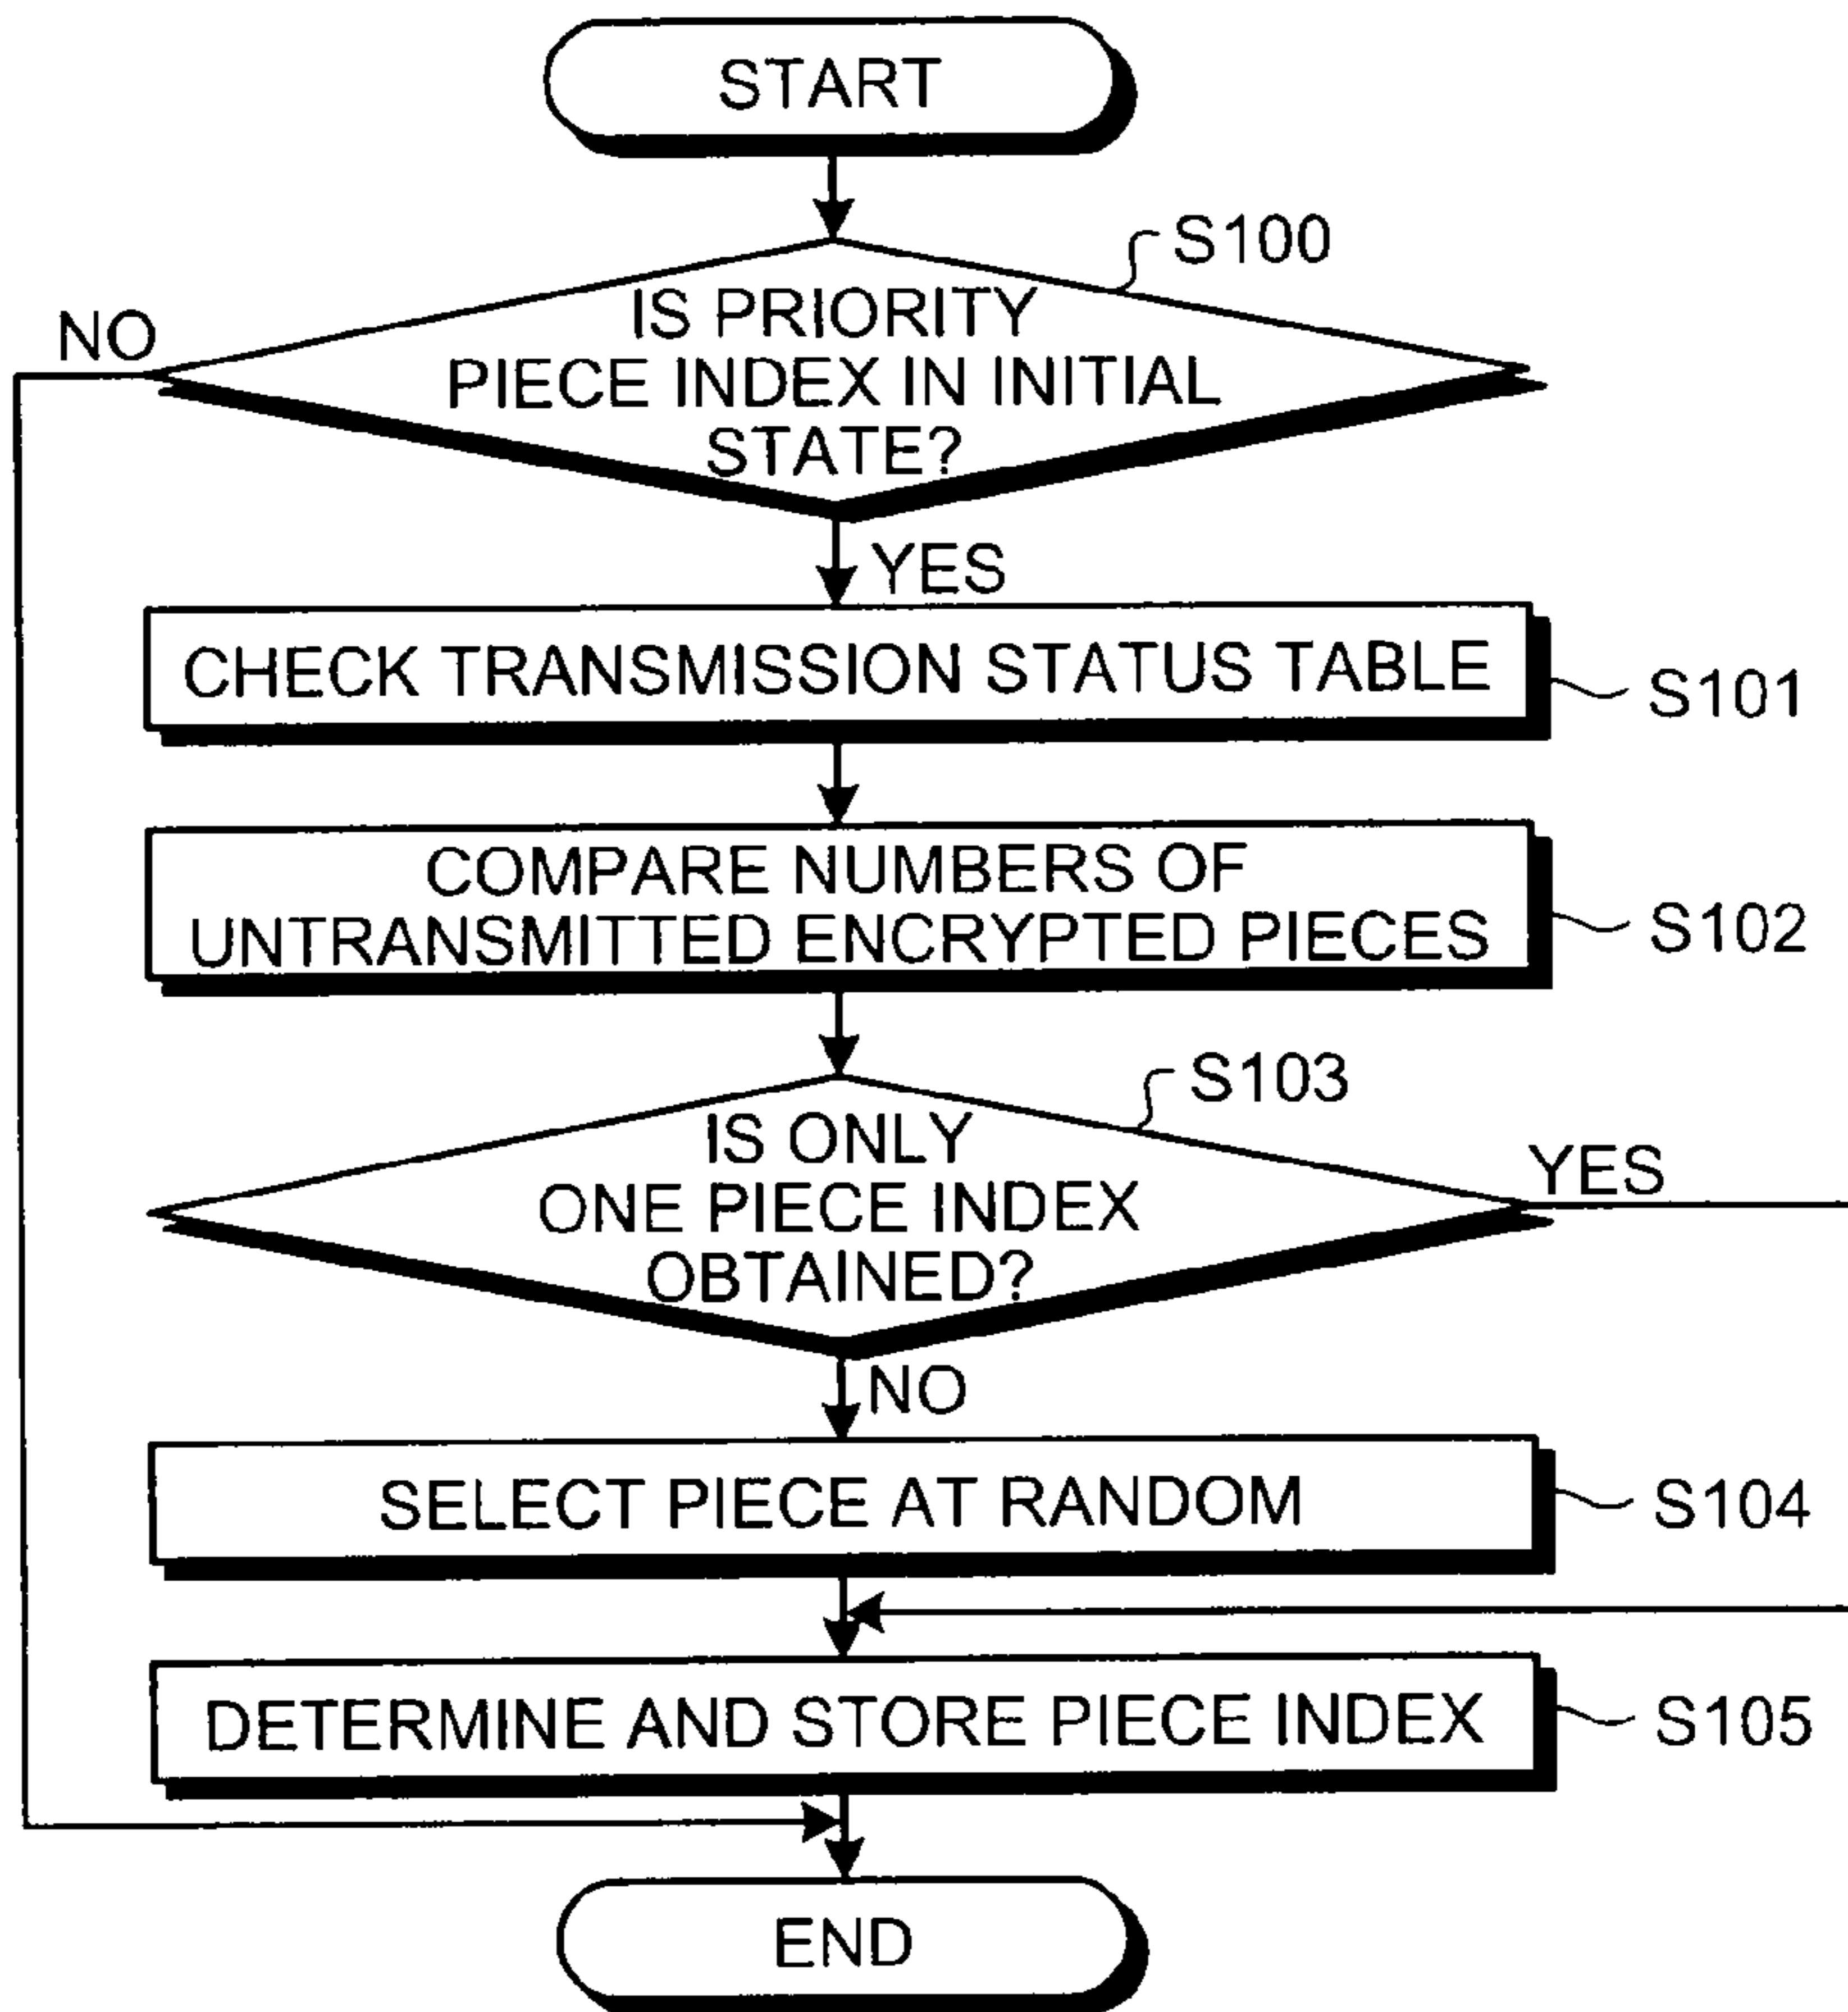 START
S100
NO
IS PRIORITY
PIECE INDEX IN INITIAL
STATE?
YES
CHECK TRANSMISSION STATUS TABLE
S101
COMPARE NUMBERS OF
UNTRANSMITTED ENCRYPTED PIECES
S102
S103
IS ONLY
ONE PIECE INDEX
OBTAINED?
YES
NO
SELECT PIECE AT RANDOM
S104
DETERMINE AND STORE PIECE INDEX
S105
END